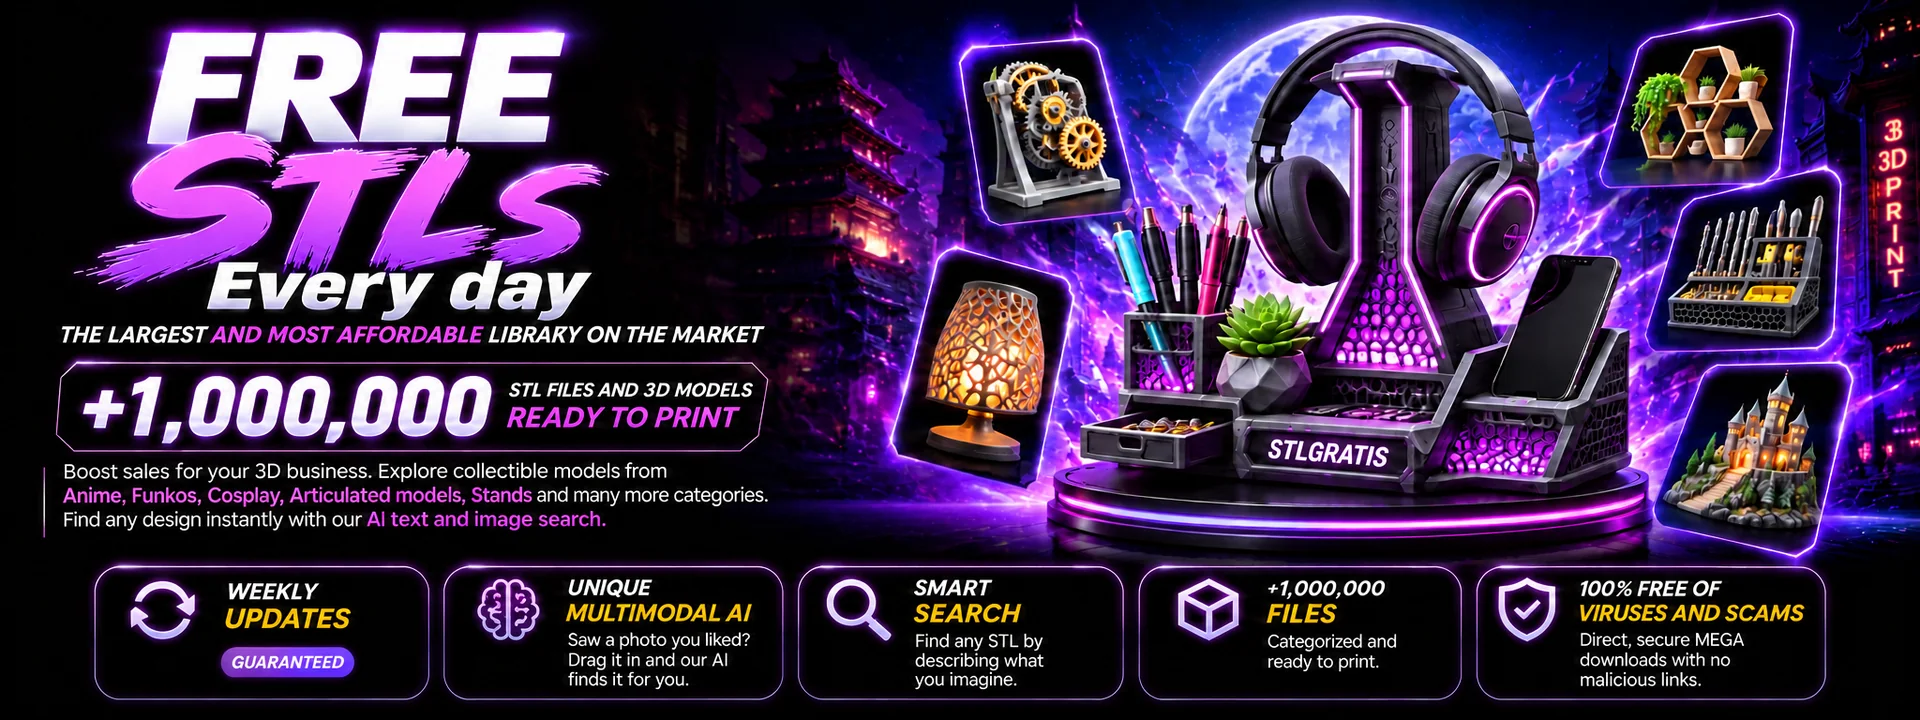 FREE
STLs
Every day
THE LARGEST AND MOST AFFORDABLE LIBRARY ON THE MARKET
+1,000,000
STL FILES AND 3D MODELS
READY TO PRINT
Boost sales for your 3D business. Explore collectible models from
Anime, Funkos, Cosplay, Articulated models, Stands and many more categories.
Find any design instantly with our AI text and image search.
STLGRATIS
3
3D
PRINT
WEEKLY
UPDATES
GUARANTEED
UNIQUE
MULTIMODAL AI
Saw a photo you liked?
Drag it in and our AI
finds it for you.
SMART
SEARCH
Find any STL by
describing what
you imagine.
+1,000,000
FILES
Categorized and
ready to print.
100% FREE OF
VIRUSES AND SCAMS
Direct, secure MEGA
downloads with no
malicious links.